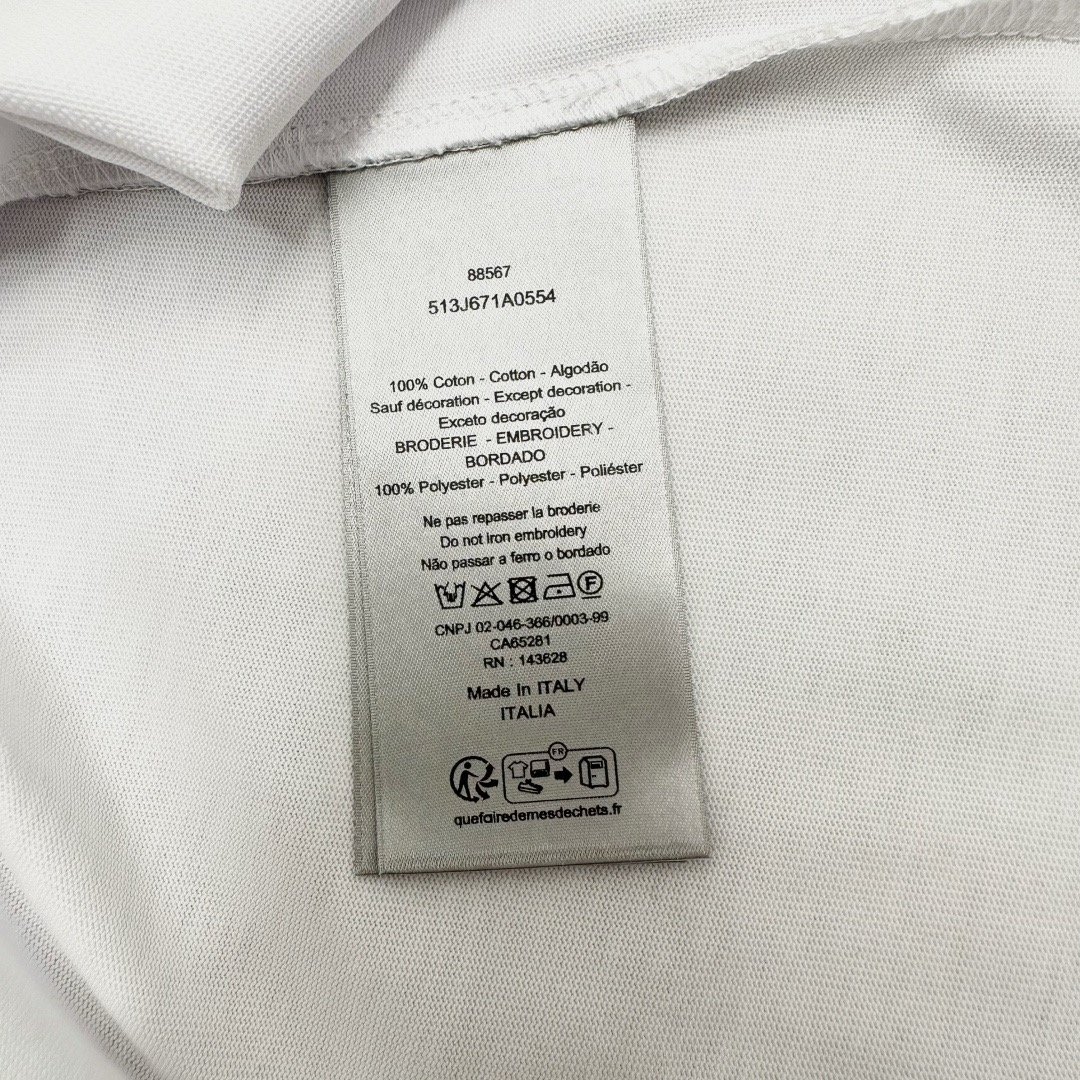 88567
513J671A0554
100% Coton - Cotton - Algodão
Sauf décoration - Except decoration -
Exceto decoração
BRODERIE - EMBROIDERY -
BORDADO
100% Polyester - Polyester - Poliéster
Ne pas repasser la broderie
Do not iron embroidery
Não passar a ferro o bordado
F
CNPJ 02-046-366/0003-99
CA65281
RN : 143628
Made In ITALY
ITALIA
FR
quefairedemesdechets.fr